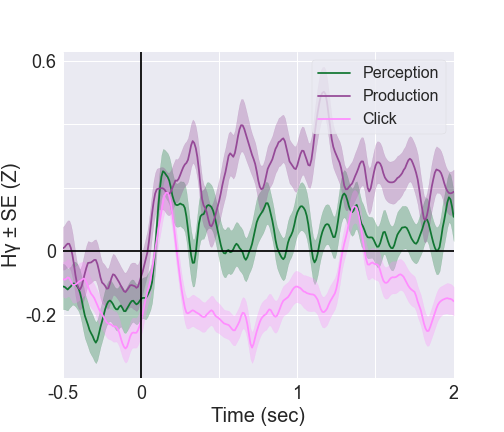 Hγ ± SE (Z)
0.6
0
-0.2
Perception
Production
Click
-0.5
0
1
2
Time (sec)